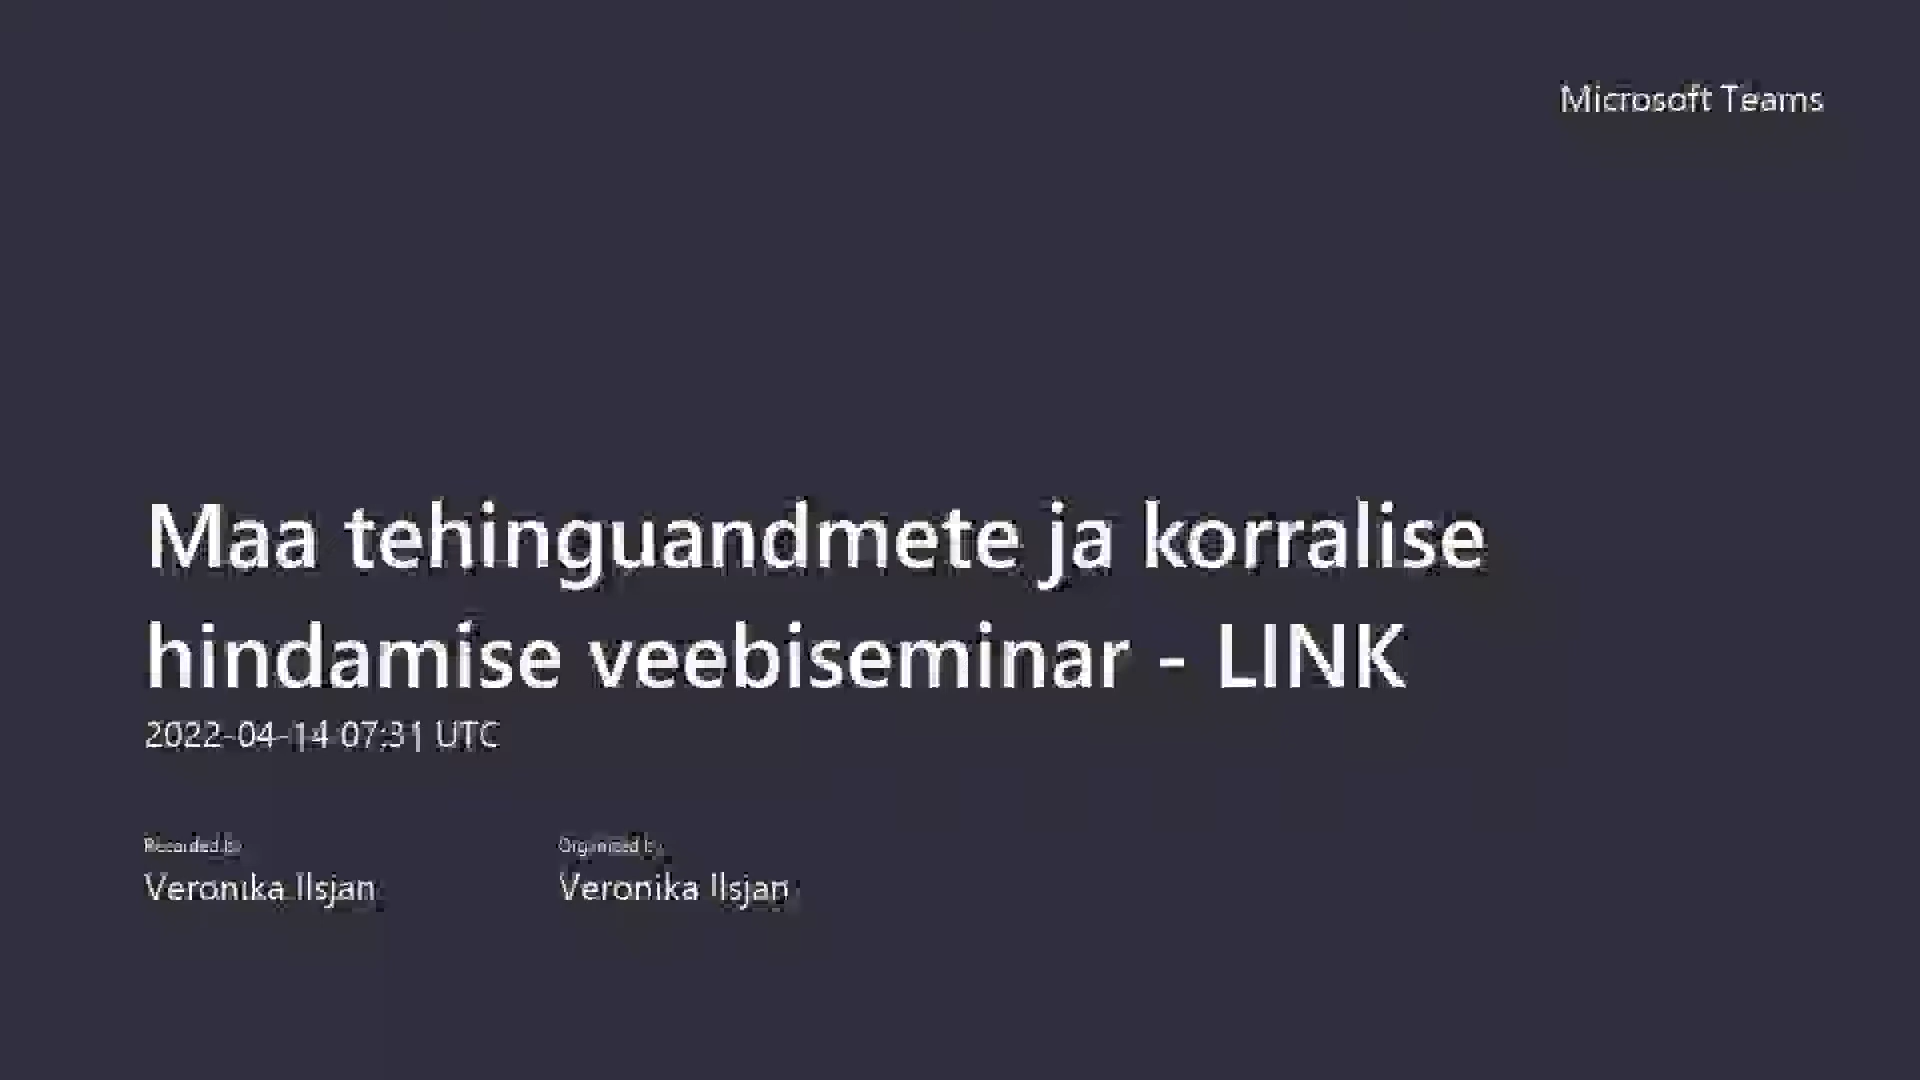 Microsoft Teams
Maa tehinguandmete ja korralise
hindamise veebiseminar - LINK
2022-04-14 07:31 UTC
Recorded by Organized by
Veronika Ilsjan Veronika Ilsjan